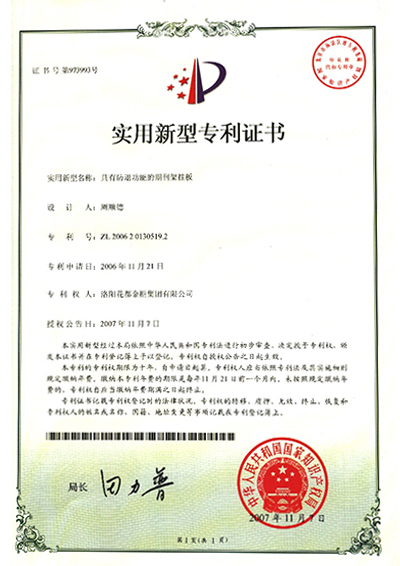 证书号第973993号
实用新型专利证书
实用新型名称：具有防退功能的期刊架挂板
设计人：周顺德
专利号：ZL 2006 2 0130519.2
专利申请日：2006年11月21日
专利权人：洛阳花都金柜集团有限公司
授权公告日：2007年11月7日
本实用新型经过本局依照中华人民共和国专利法进行初步审查，决定授予专利权，颁
发本证书并在专利登记簿上予以登记。专利权自授权公告之日起生效。
本专利的专利权期限为十年，自申请日起算。专利权人应当依照专利法及其实施细则
规定缴纳年费。缴纳本专利年费的期限是每年11月21日前一个月内。未按照规定缴纳年
费的，专利权自应当缴纳年费期满之日起终止。
专利证书记载专利权登记时的法律状况。专利权的转移、质押、无效、终止、恢复和
专利权人的姓名或名称、国籍、地址变更等事项记载在专利登记簿上。
局长
田力普
中华人民共和国国家知识产权局
2007年11月7日
第1页(共1页)